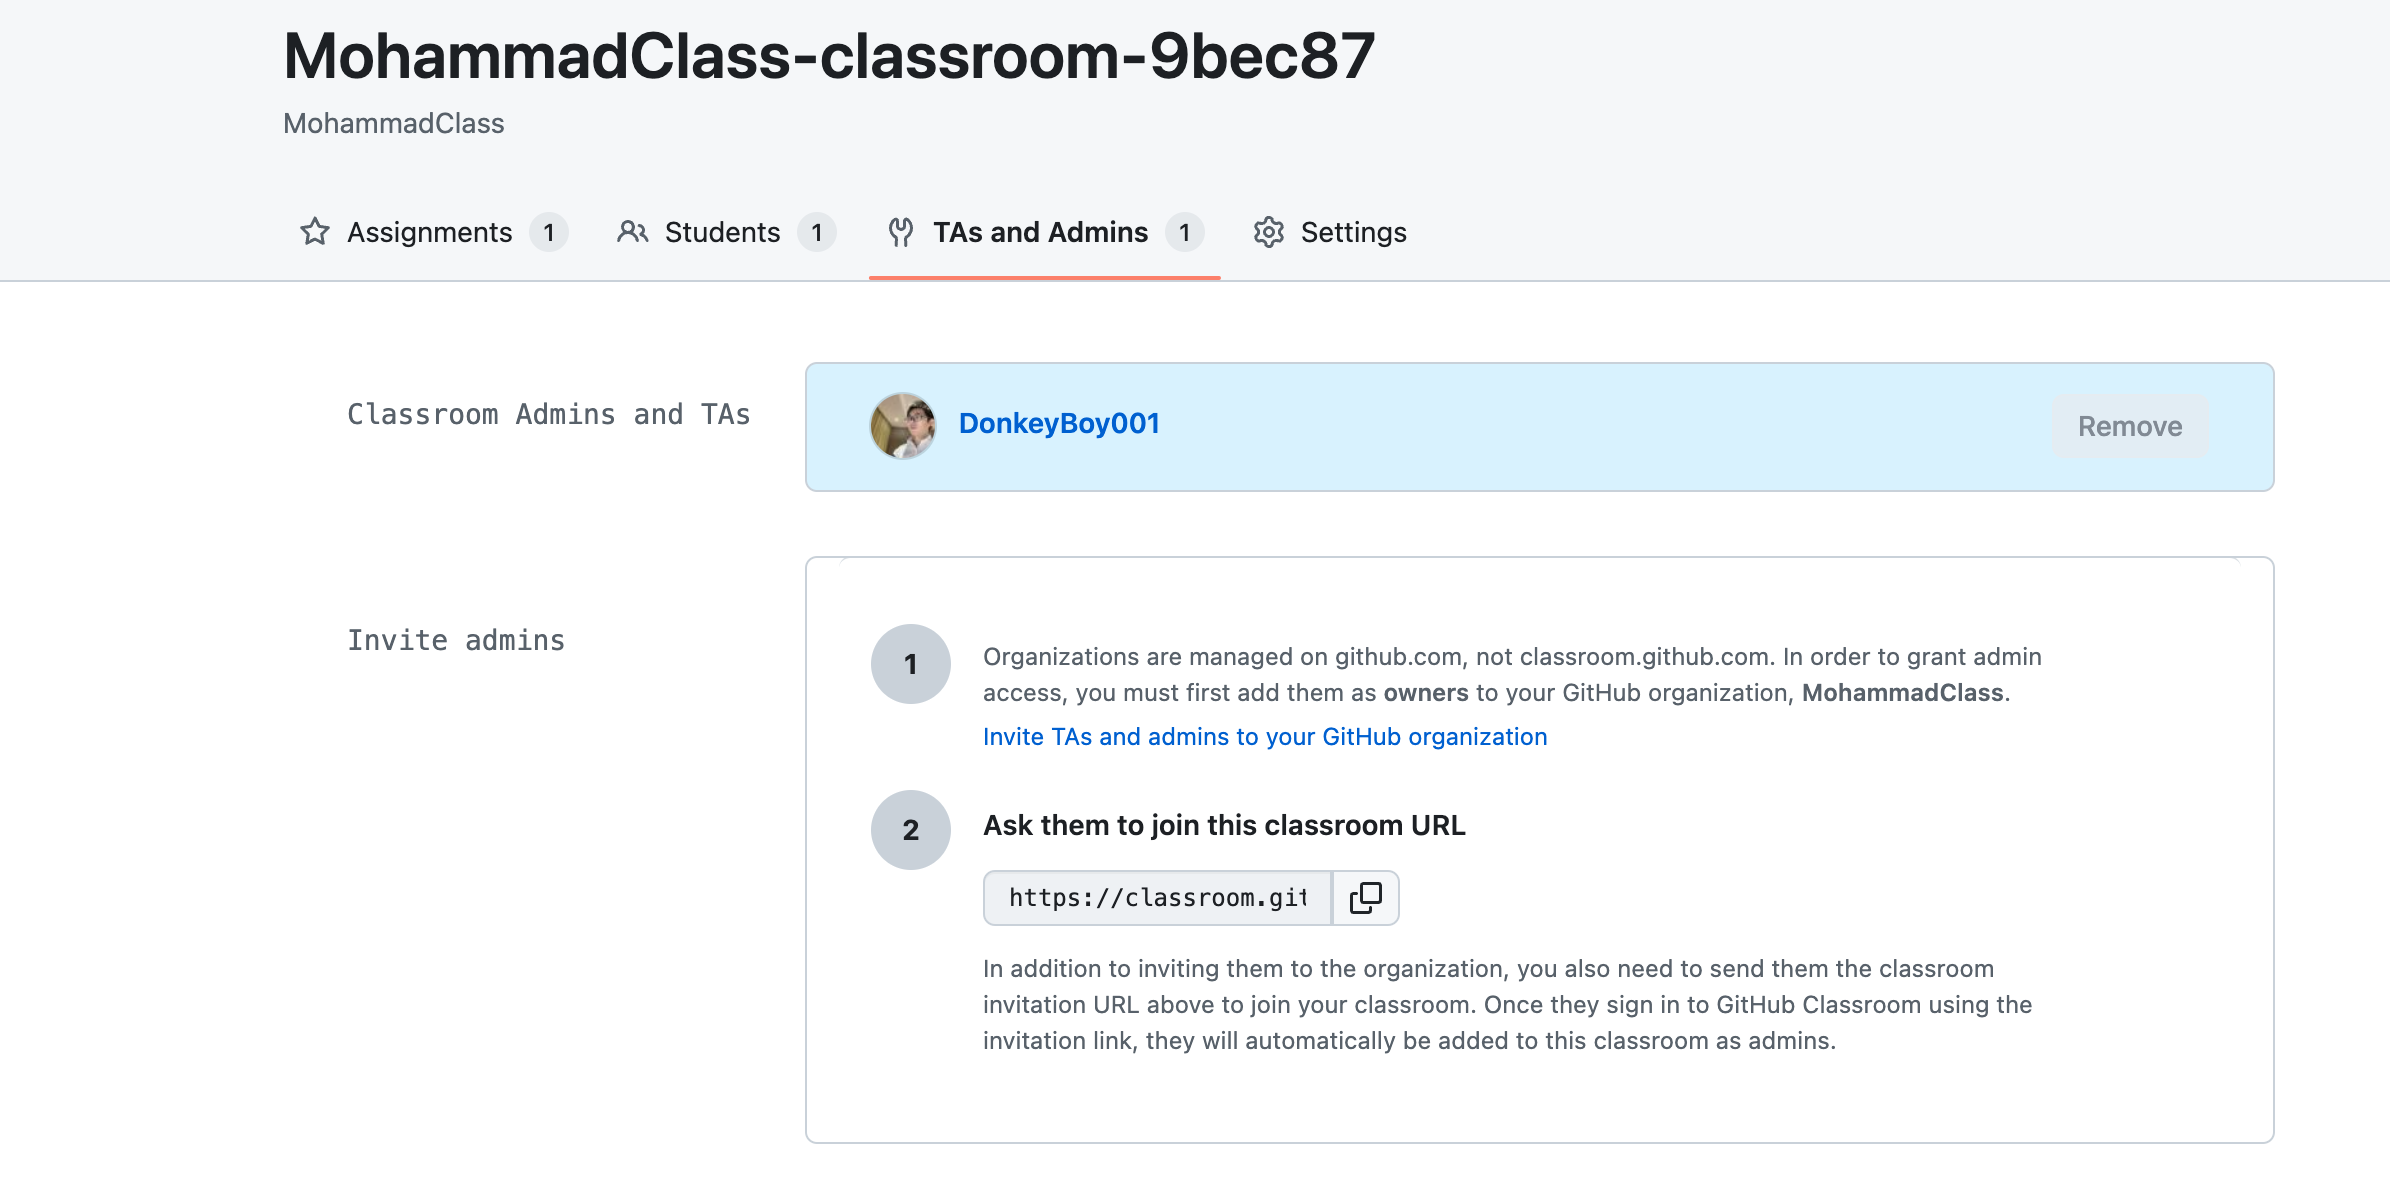 MohammadClass-classroom-9bec87
MohammadClass
Assignments 1 Students 1 TAs and Admins 1 Settings
Classroom Admins and TAs
DonkeyBoy001
Remove
Invite admins
1
Organizations are managed on github.com, not classroom.github.com. In order to grant admin
access, you must first add them as owners to your GitHub organization, MohammadClass.
Invite TAs and admins to your GitHub organization
2
Ask them to join this classroom URL
https://classroom.git
In addition to inviting them to the organization, you also need to send them the classroom
invitation URL above to join your classroom. Once they sign in to GitHub Classroom using the
invitation link, they will automatically be added to this classroom as admins.